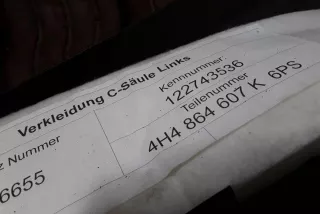 Verkleidung C-Säule Links
Kennnummer
122743536
z Nummer
Teilenummer
6655
4H4 864 607 K 6PS